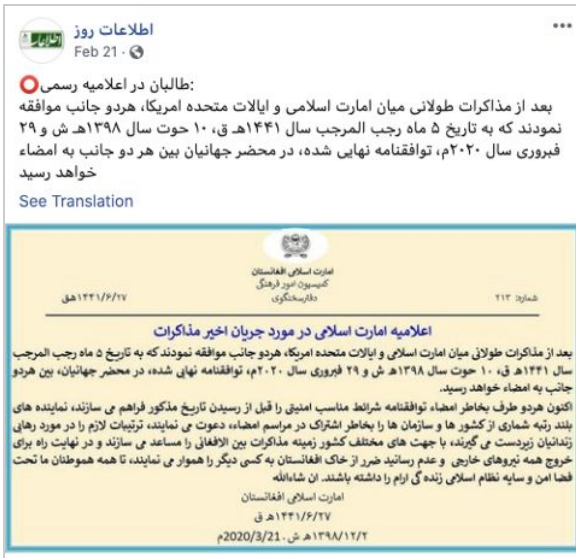 اطلاعات روز
Feb 21
طالبان در اعلامیه رسمی:
بعد از مذاکرات طولانی میان امارت اسلامی و ایالات متحده امریکا، هردو جانب موافقه
نمودند که به تاریخ ۵ ماه رجب المرجب سال ۱۴۴۱هـ ق، ۱۰ حوت سال ۱۳۹۸هـ ش و ۲۹
فبروری سال ۲۰۲۰م، توافقنامه نهایی شده، در محضر جهانیان بین هر دو جانب به امضاء
خواهد رسید
See Translation
امارت اسلامی افغانستان
کمیسیون امور فرهنگی
دفتر سخنگوی
شماره: ۲۱۳
۱۴۴۱/۶/۲۷هـق
اعلامیه امارت اسلامی در مورد جریان اخیر مذاکرات
بعد از مذاکرات طولانی میان امارت اسلامی و ایالات متحده امریکا، هردو جانب موافقه نمودند که به تاریخ ۵ ماه رجب المرجب
سال ۱۴۴۱هـ ق، ۱۰ حوت سال ۱۳۹۸هـ ش و ۲۹ فبروری سال ۲۰۲۰م، توافقنامه نهایی شده، در محضر جهانیان، بین هردو
جانب به امضاء خواهد رسید.
اکنون هردو طرف بخاطر امضاء توافقنامه شرائط مناسب امنیتی را قبل از رسیدن تاریخ مذکور فراهم می سازند، نماینده های
بلند رتبه شماری از کشور ها و سازمان ها را بخاطر اشتراک در مراسم امضاء، دعوت می نمایند، ترتیبات لازم را در مورد رهایی
زندانیان زیردست می گیرند، با جهت های مختلف کشور زمینه مذاکرات بین الافغانی را مساعد می سازند و در نهایت راه برای
خروج همه نیروهای خارجی و عدم رسانید ضرر از خاک افغانستان به کسی دیگر را هموار می نمایند، تا همه هموطنان ما تحت
فضا امن و سایه نظام اسلامی زنده گی ارام را داشته باشند. ان شاءالله
امارت اسلامی افغانستان
۱۴۴۱/۶/۲۷هـ ق
۱۳۹۸/۱۲/۲هـ ش ـ 2020/3/21م